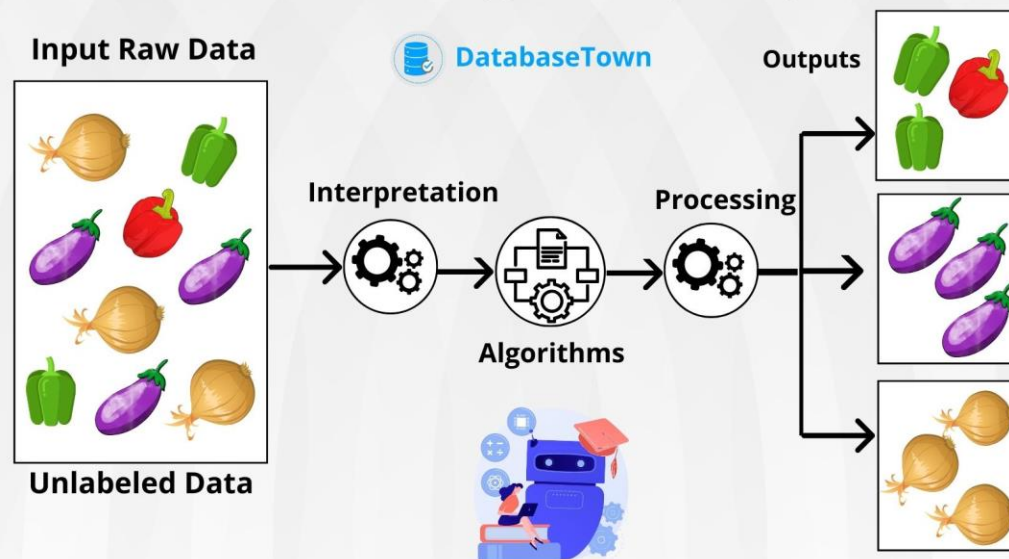 Input Raw Data
DatabaseTown
Outputs
Interpretation
Processing
Algorithms
Unlabeled Data